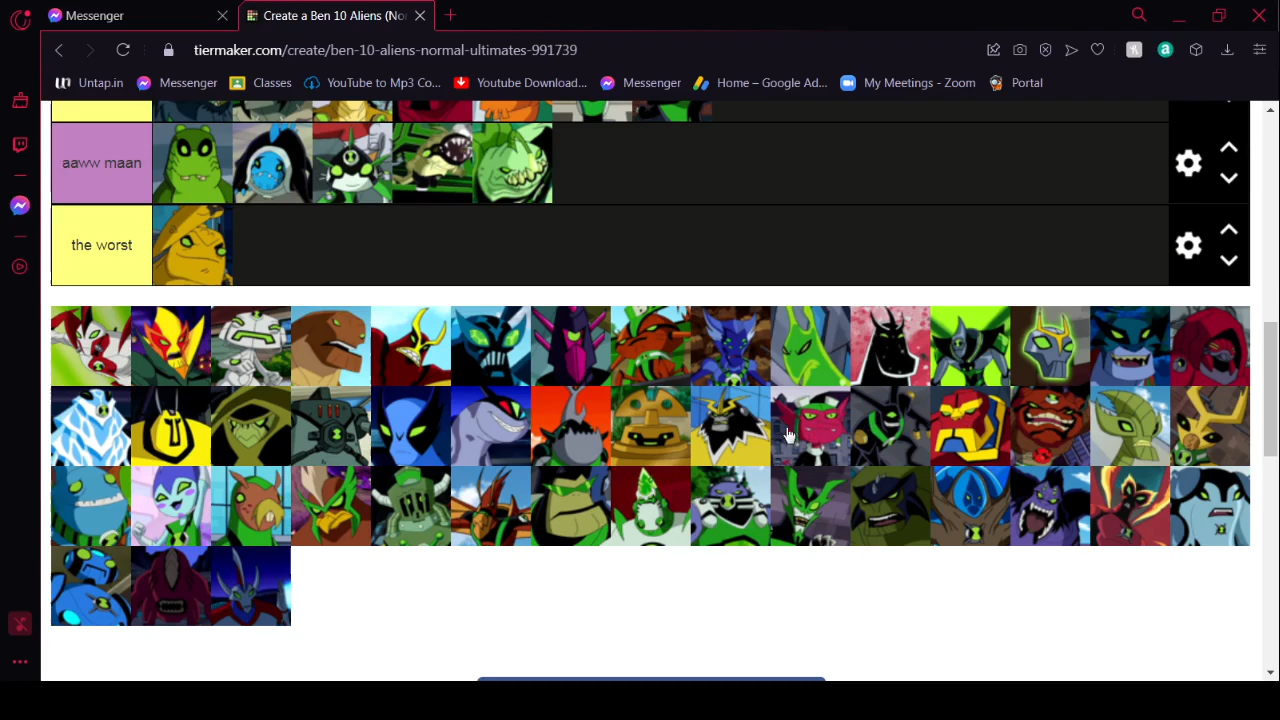 Messenger
Create a Ben 10 Aliens (No
tiermaker.com/create/ben-10-aliens-normal-ultimates-991739
Untap.in Messenger Classes YouTube to Mp3 Co... Youtube Download... Messenger Home – Google Ad... My Meetings - Zoom Portal
aaww maan
the worst